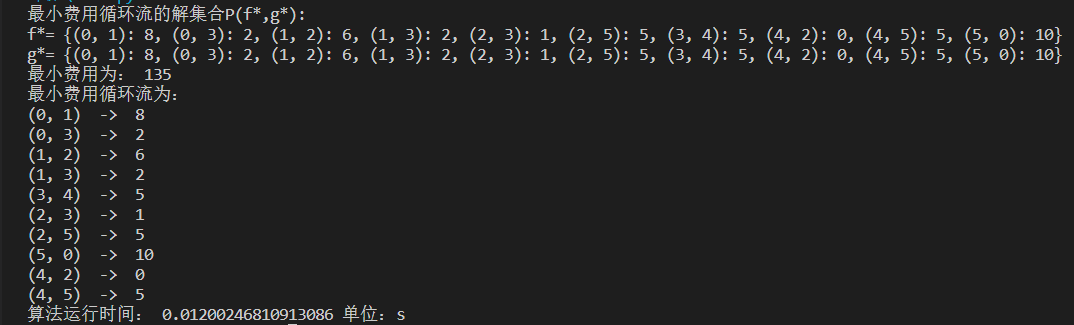 最小费用循环流的解集合P(f*,g*):
f*= {(0, 1): 8, (0, 3): 2, (1, 2): 6, (1, 3): 2, (2, 3): 1, (2, 5): 5, (3, 4): 5, (4, 2): 0, (4, 5): 5, (5, 0): 10}
g*= {(0, 1): 8, (0, 3): 2, (1, 2): 6, (1, 3): 2, (2, 3): 1, (2, 5): 5, (3, 4): 5, (4, 2): 0, (4, 5): 5, (5, 0): 10}
最小费用为: 135
最小费用循环流为:
(0, 1) -> 8
(0, 3) -> 2
(1, 2) -> 6
(1, 3) -> 2
(3, 4) -> 5
(2, 3) -> 1
(2, 5) -> 5
(5, 0) -> 10
(4, 2) -> 0
(4, 5) -> 5
算法运行时间: 0.01200246810913086 单位: s